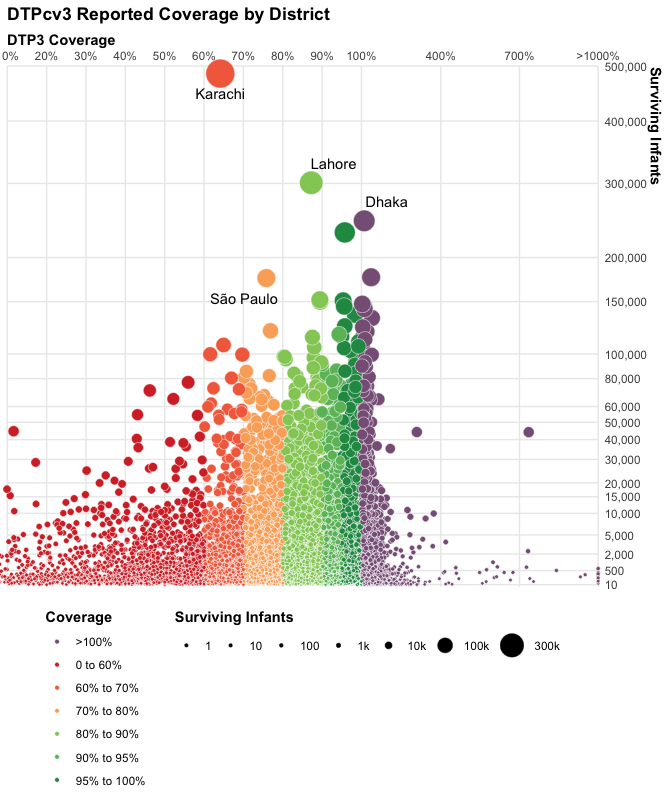 DTPcv3 Reported Coverage by District
DTP3 Coverage
0% 20% 30% 40% 50% 60% 70% 80% 90% 100% 400% 700% >1000%
500,000
Surviving Infants
Karachi
400,000
Lahore
300,000
Dhaka
200,000
São Paulo
150,000
100,000
80,000
60,000
50,000
40,000
30,000
20,000
15,000
10,000
5,000
2,000
500
10
Coverage
>100%
0 to 60%
60% to 70%
70% to 80%
80% to 90%
90% to 95%
95% to 100%
Surviving Infants
1 10 100 1k 10k 100k 300k